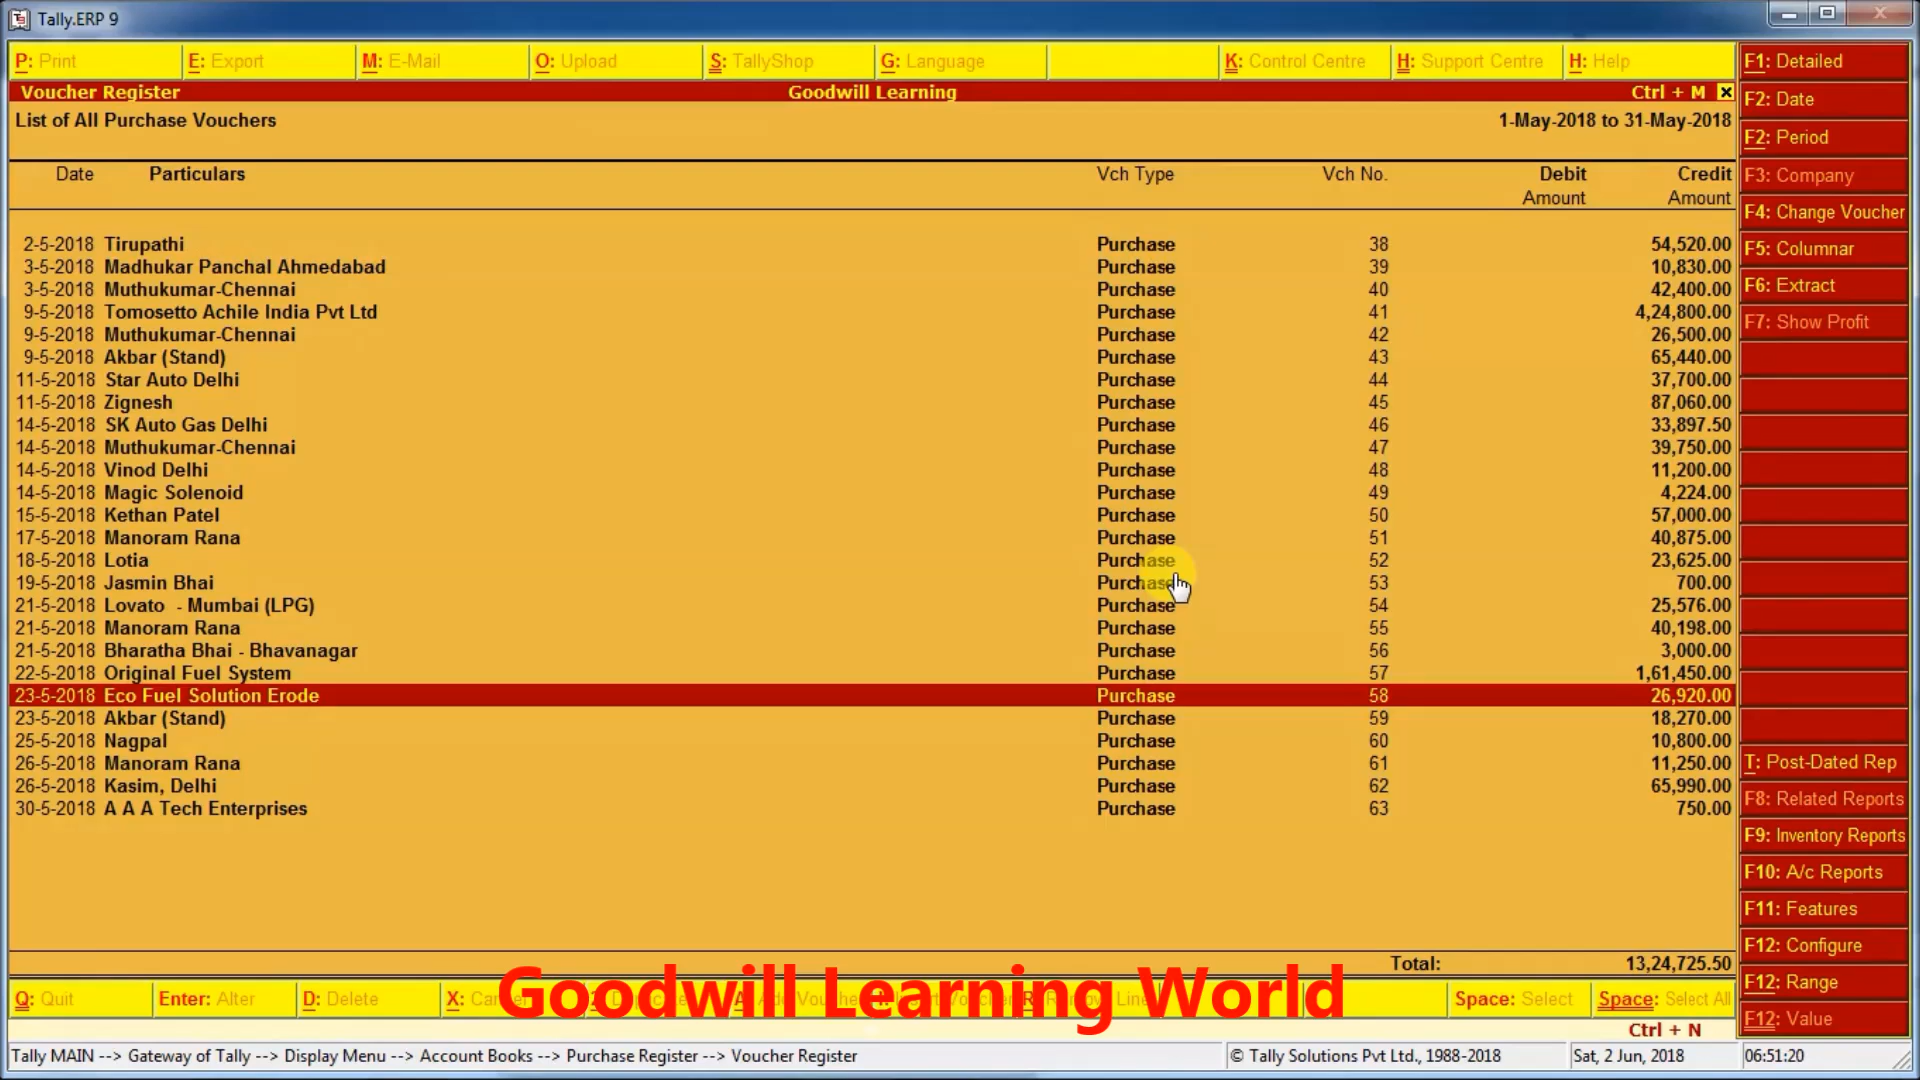 Tally.ERP 9
P: Print E: Export M: E-Mail O: Upload S: TallyShop G: Language K: Control Centre H: Support Centre H: Help
Voucher Register Goodwill Learning Ctrl + M
List of All Purchase Vouchers 1-May-2018 to 31-May-2018
Date Particulars Vch Type Vch No. Debit Credit
Amount Amount
2-5-2018 Tirupathi Purchase 38 54,520.00
3-5-2018 Madhukar Panchal Ahmedabad Purchase 39 10,830.00
3-5-2018 Muthukumar-Chennai Purchase 40 42,400.00
9-5-2018 Tomosetto Achile India Pvt Ltd Purchase 41 4,24,800.00
9-5-2018 Muthukumar-Chennai Purchase 42 26,500.00
9-5-2018 Akbar (Stand) Purchase 43 65,440.00
11-5-2018 Star Auto Delhi Purchase 44 37,700.00
11-5-2018 Zignesh Purchase 45 87,060.00
14-5-2018 SK Auto Gas Delhi Purchase 46 33,897.50
14-5-2018 Muthukumar-Chennai Purchase 47 39,750.00
14-5-2018 Vinod Delhi Purchase 48 11,200.00
14-5-2018 Magic Solenoid Purchase 49 4,224.00
15-5-2018 Kethan Patel Purchase 50 57,000.00
17-5-2018 Manoram Rana Purchase 51 40,875.00
18-5-2018 Lotia Purchase 52 23,625.00
19-5-2018 Jasmin Bhai Purchase 53 700.00
21-5-2018 Lovato - Mumbai (LPG) Purchase 54 25,576.00
21-5-2018 Manoram Rana Purchase 55 40,198.00
21-5-2018 Bharatha Bhai - Bhavanagar Purchase 56 3,000.00
22-5-2018 Original Fuel System Purchase 57 1,61,450.00
23-5-2018 Eco Fuel Solution Erode Purchase 58 26,920.00
23-5-2018 Akbar (Stand) Purchase 59 18,270.00
25-5-2018 Nagpal Purchase 60 10,800.00
26-5-2018 Manoram Rana Purchase 61 11,250.00
26-5-2018 Kasim, Delhi Purchase 62 65,990.00
30-5-2018 A A A Tech Enterprises Purchase 63 750.00
Total: 13,24,725.50
F1: Detailed
F2: Date
F2: Period
F3: Company
F4: Change Voucher
F5: Columnar
F6: Extract
F7: Show Profit
T: Post-Dated Rep
F8: Related Reports
F9: Inventory Reports
F10: A/c Reports
F11: Features
F12: Configure
F12: Range
F12: Value
Q: Quit Enter: Alter D: Delete X: Space: Select Space: Select All
Goodwill Learning World
Ctrl + N
Tally MAIN --> Gateway of Tally --> Display Menu --> Account Books --> Purchase Register --> Voucher Register © Tally Solutions Pvt Ltd., 1988-2018 Sat, 2 Jun, 2018 06:51:20